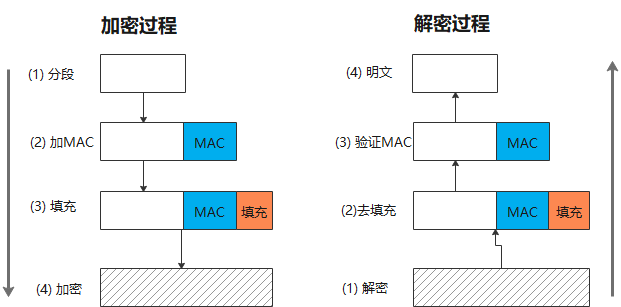 加密过程
(1) 分段
(2) 加MAC
MAC
(3) 填充
MAC
填充
(4) 加密
解密过程
(4) 明文
(3) 验证MAC
MAC
(2)去填充
MAC
填充
(1) 解密